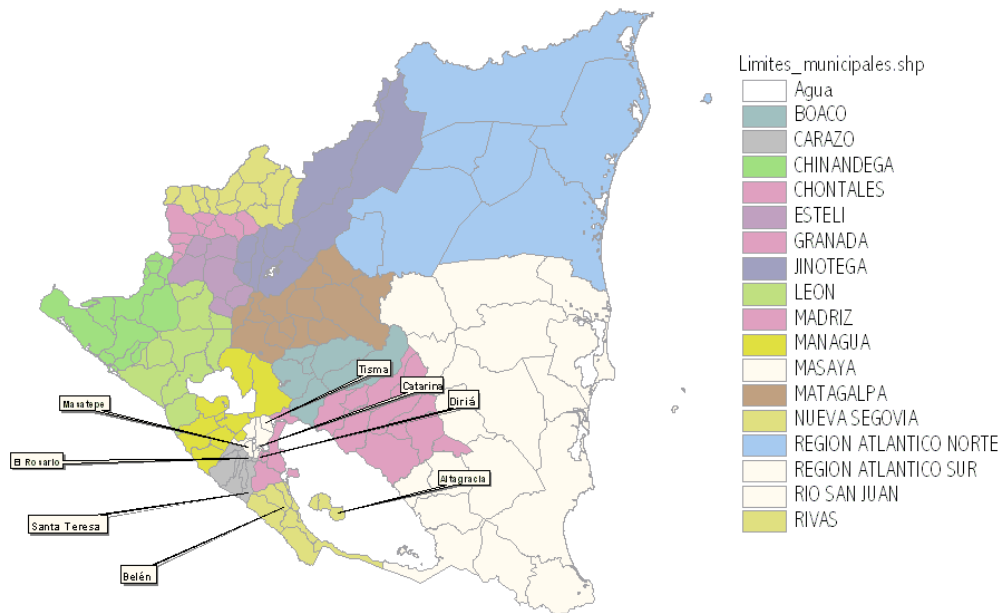 Limites_municipales.shp
Agua
BOACO
CARAZO
CHINANDEGA
CHONTALES
ESTELI
GRANADA
JINOTEGA
LEON
MADRIZ
MANAGUA
MASAYA
MATAGALPA
NUEVA SEGOVIA
REGION ATLANTICO NORTE
REGION ATLANTICO SUR
RIO SAN JUAN
RIVAS
Tisma
Catarina
Diriá
Masatepe
El Rosario
Altagracia
Santa Teresa
Belén